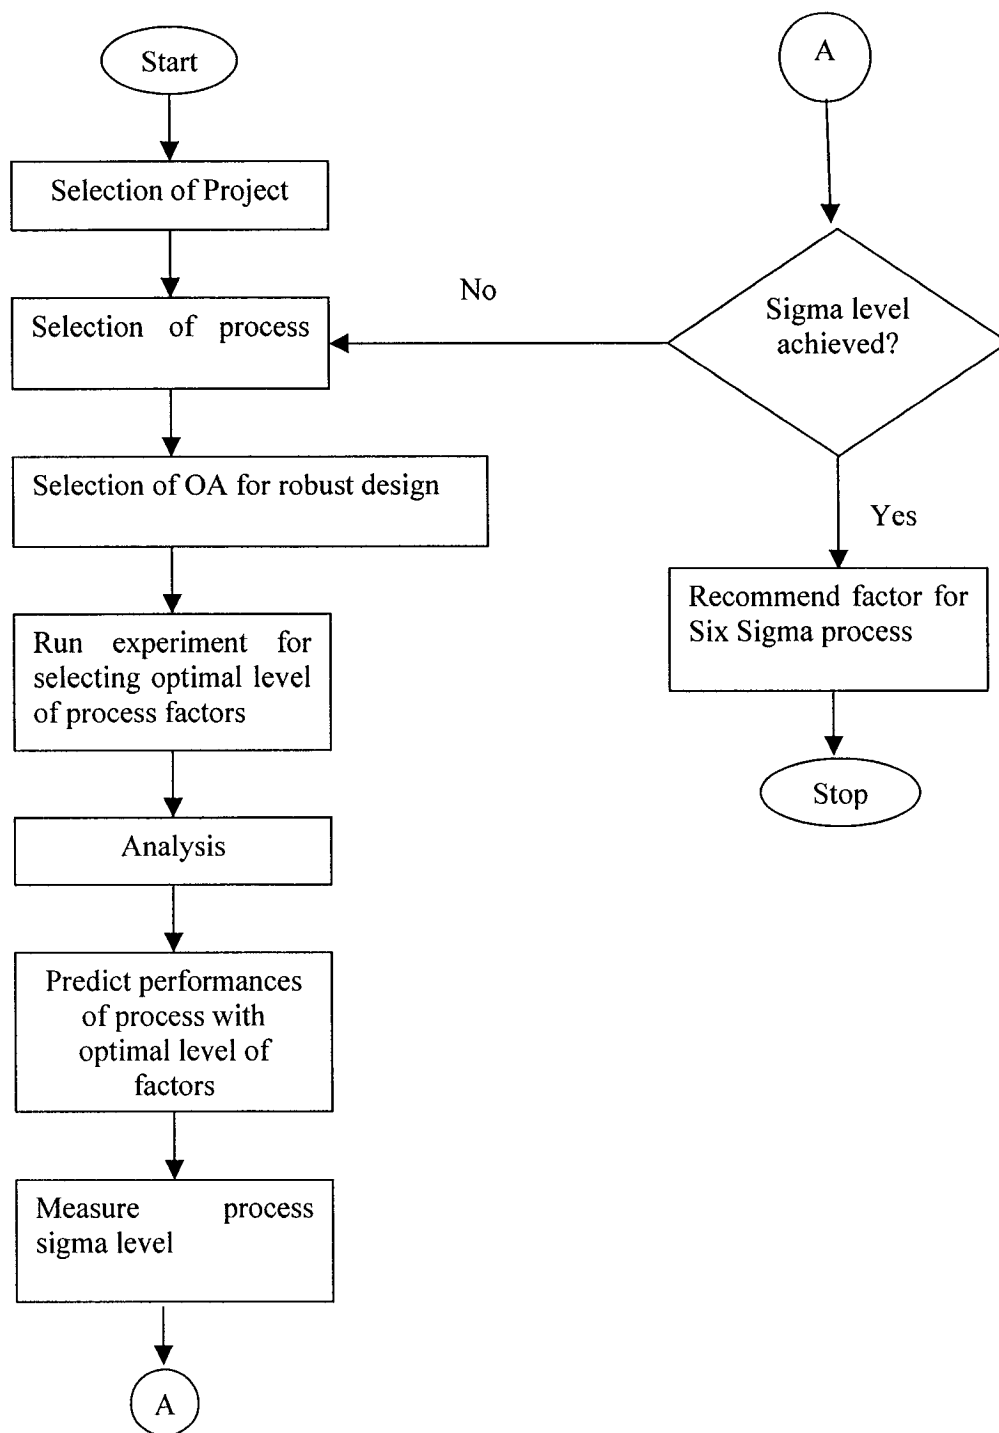 Start
Selection of Project
Selection of process
Selection of OA for robust design
Run experiment for
selecting optimal level
of process factors
Analysis
Predict performances
of process with
optimal level of
factors
Measure process
sigma level
A
A
Sigma level
achieved?
No
Yes
Recommend factor for
Six Sigma process
Stop